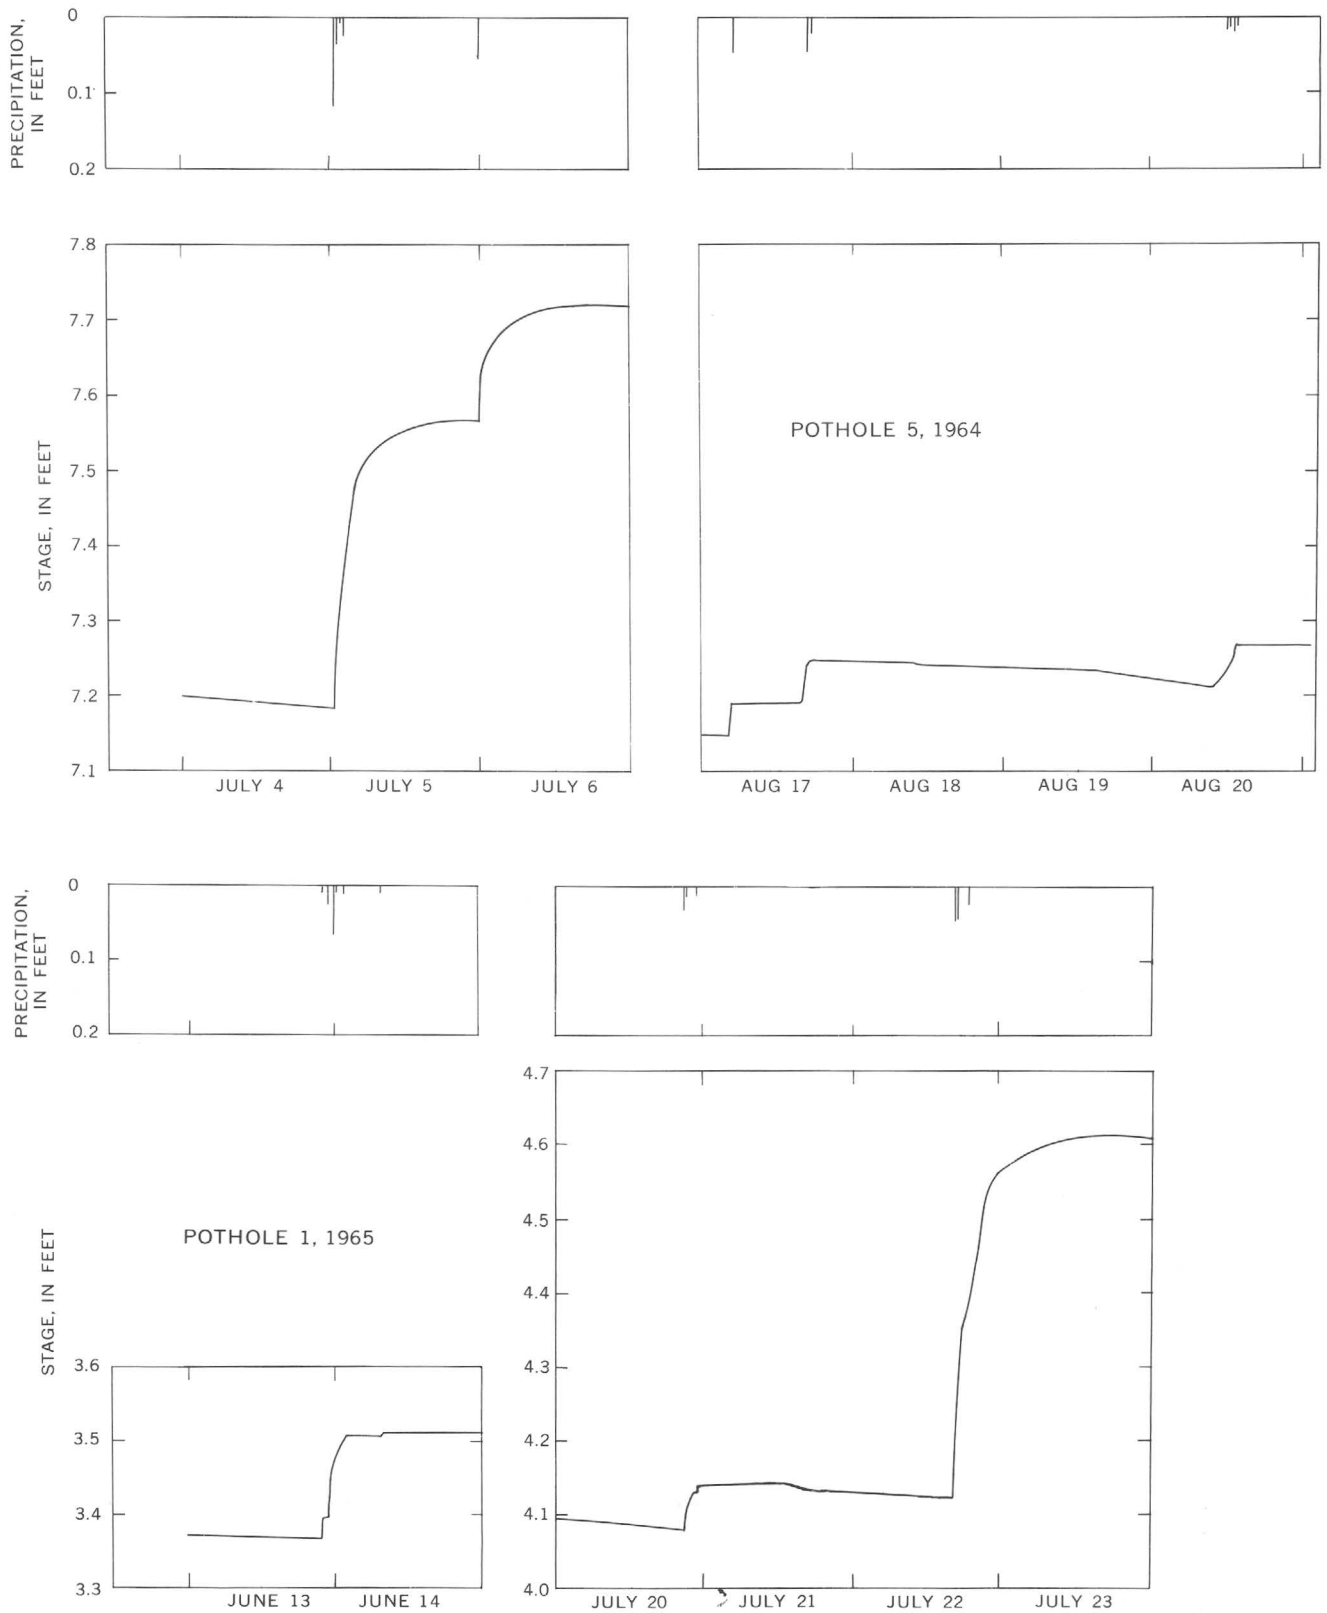 PRECIPITATION,
IN FEET
0
0.1
0.2
STAGE, IN FEET
7.8
7.7
7.6
7.5
7.4
7.3
7.2
7.1
POTHOLE 5, 1964
JULY 4
JULY 5
JULY 6
AUG 17
AUG 18
AUG 19
AUG 20
PRECIPITATION,
IN FEET
0
0.1
0.2
STAGE, IN FEET
POTHOLE 1, 1965
3.6
3.5
3.4
3.3
4.7
4.6
4.5
4.4
4.3
4.2
4.1
4.0
JUNE 13
JUNE 14
JULY 20
JULY 21
JULY 22
JULY 23